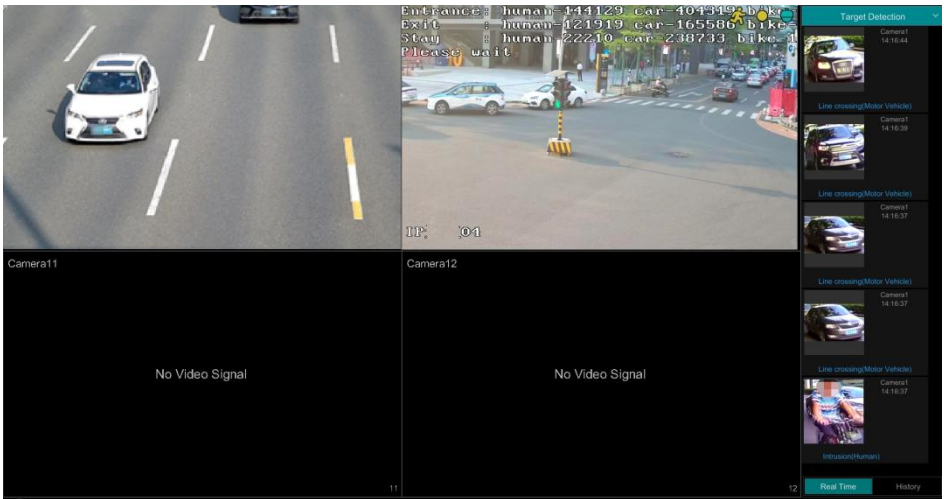 Entrance: human-144129 car-404319 bike-
Exit : human-121919 car-165586 bike-
Stay : human-22210 car-238733 bike-1
Please wait
IP 04
Camera11
No Video Signal
11
Camera12
No Video Signal
12
Target Detection
Camera1
14:16:44
Line crossing(Motor Vehicle)
Camera1
14:16:39
Line crossing(Motor Vehicle)
Camera1
14:16:37
Line crossing(Motor Vehicle)
Camera1
14:16:37
Line crossing(Motor Vehicle)
Camera1
14:16:37
Intrusion(Human)
Real Time
History